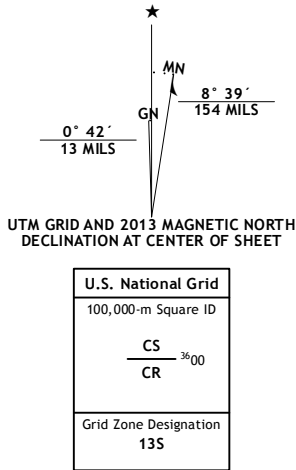 MN
GN
8° 39´
154 MILS
0° 42´
13 MILS
UTM GRID AND 2013 MAGNETIC NORTH
DECLINATION AT CENTER OF SHEET
U.S. National Grid
100,000-m Square ID
CS
3600
CR
Grid Zone Designation
13S